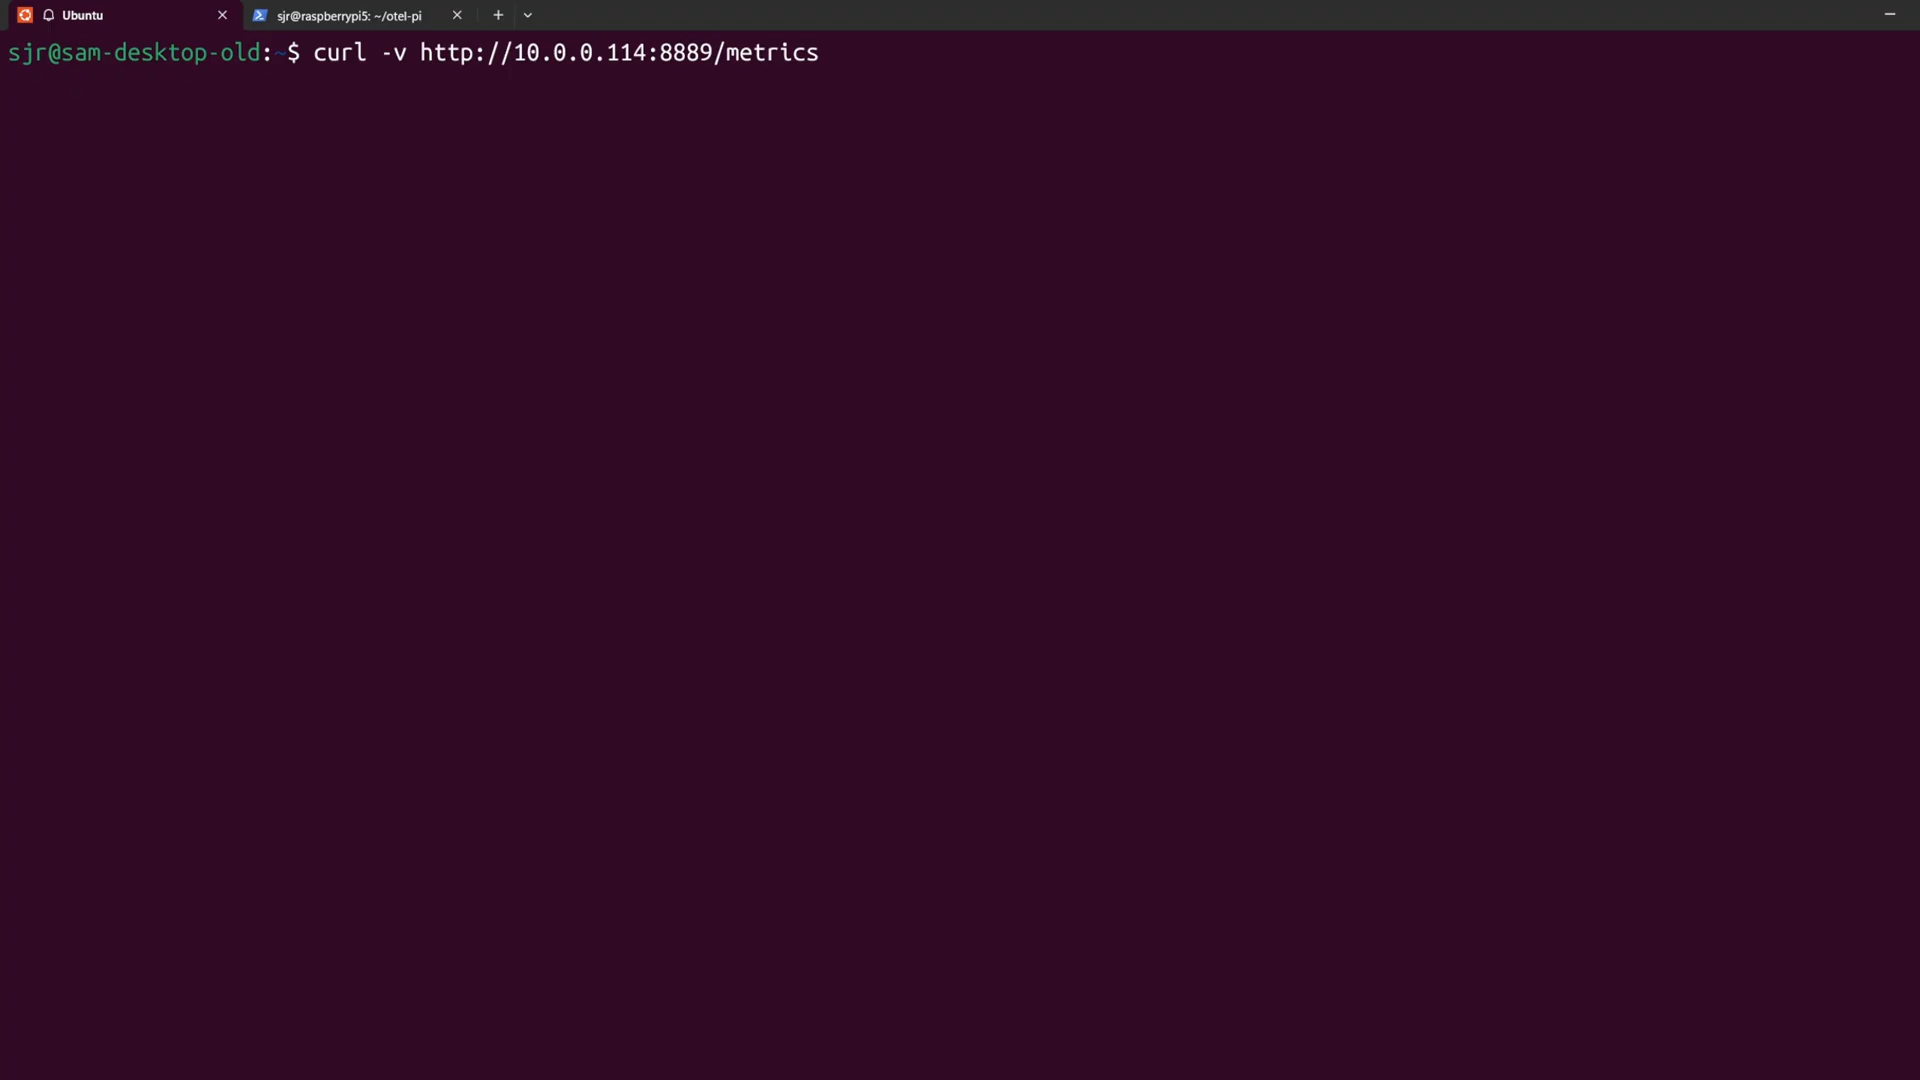 Ubuntu
sjr@raspberrypi5: ~/otel-pi
sjr@sam-desktop-old:~$ curl -v http://10.0.0.114:8889/metrics